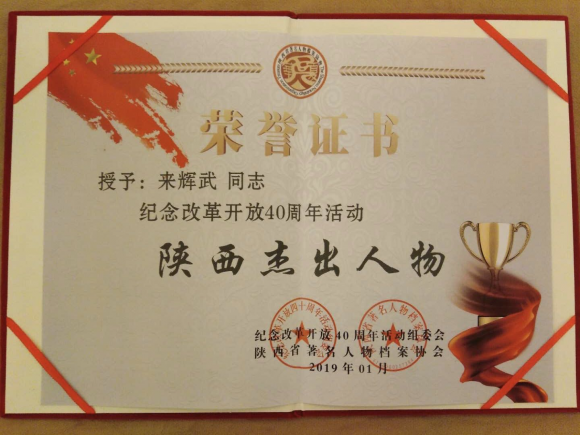 荣誉证书
授予：来辉武 同志
纪念改革开放40周年活动
陕西杰出人物
纪念改革开放40周年活动组委会
陕西省著名人物档案协会
2019年01月